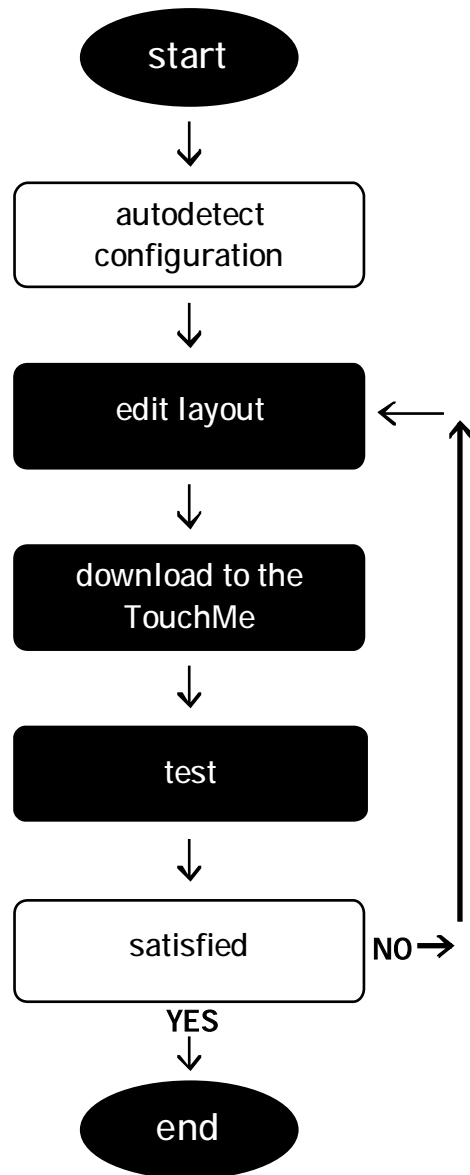 start
autodetect
configuration
edit layout
download to the
TouchMe
test
satisfied
NO
YES
end